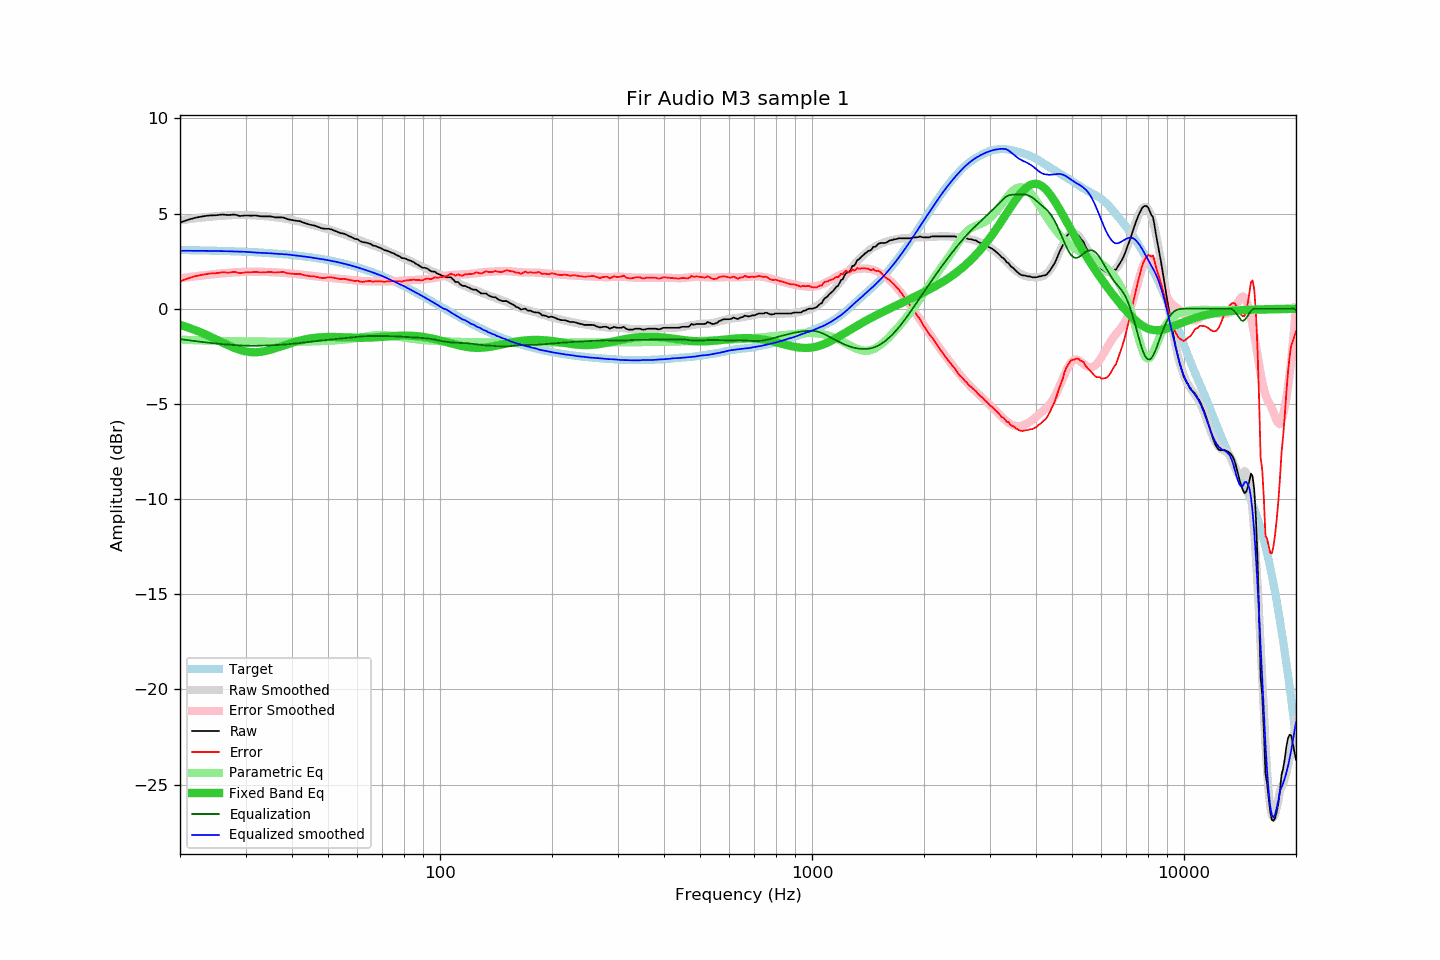 Fir Audio M3 sample 1
10
5
0
−5
−10
−15
−20
−25
Amplitude (dBr)
Target
Raw Smoothed
Error Smoothed
Raw
Error
Parametric Eq
Fixed Band Eq
Equalization
Equalized smoothed
100
1000
10000
Frequency (Hz)